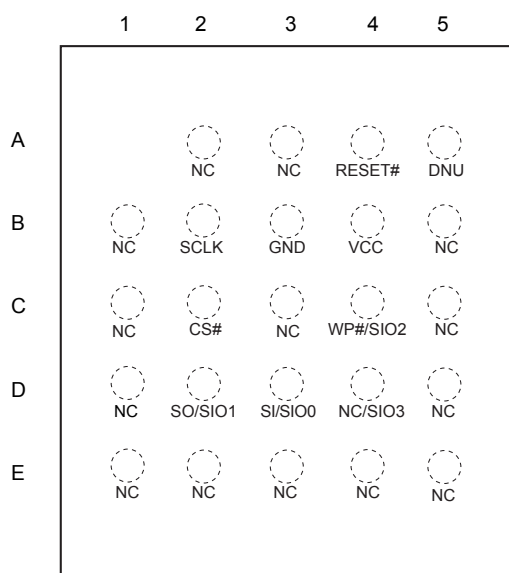 1 2 3 4 5
A
NC NC RESET# DNU
B
NC SCLK GND VCC NC
C
NC CS# NC WP#/SIO2 NC
D
NC SO/SIO1 SI/SIO0 NC/SIO3 NC
E
NC NC NC NC NC